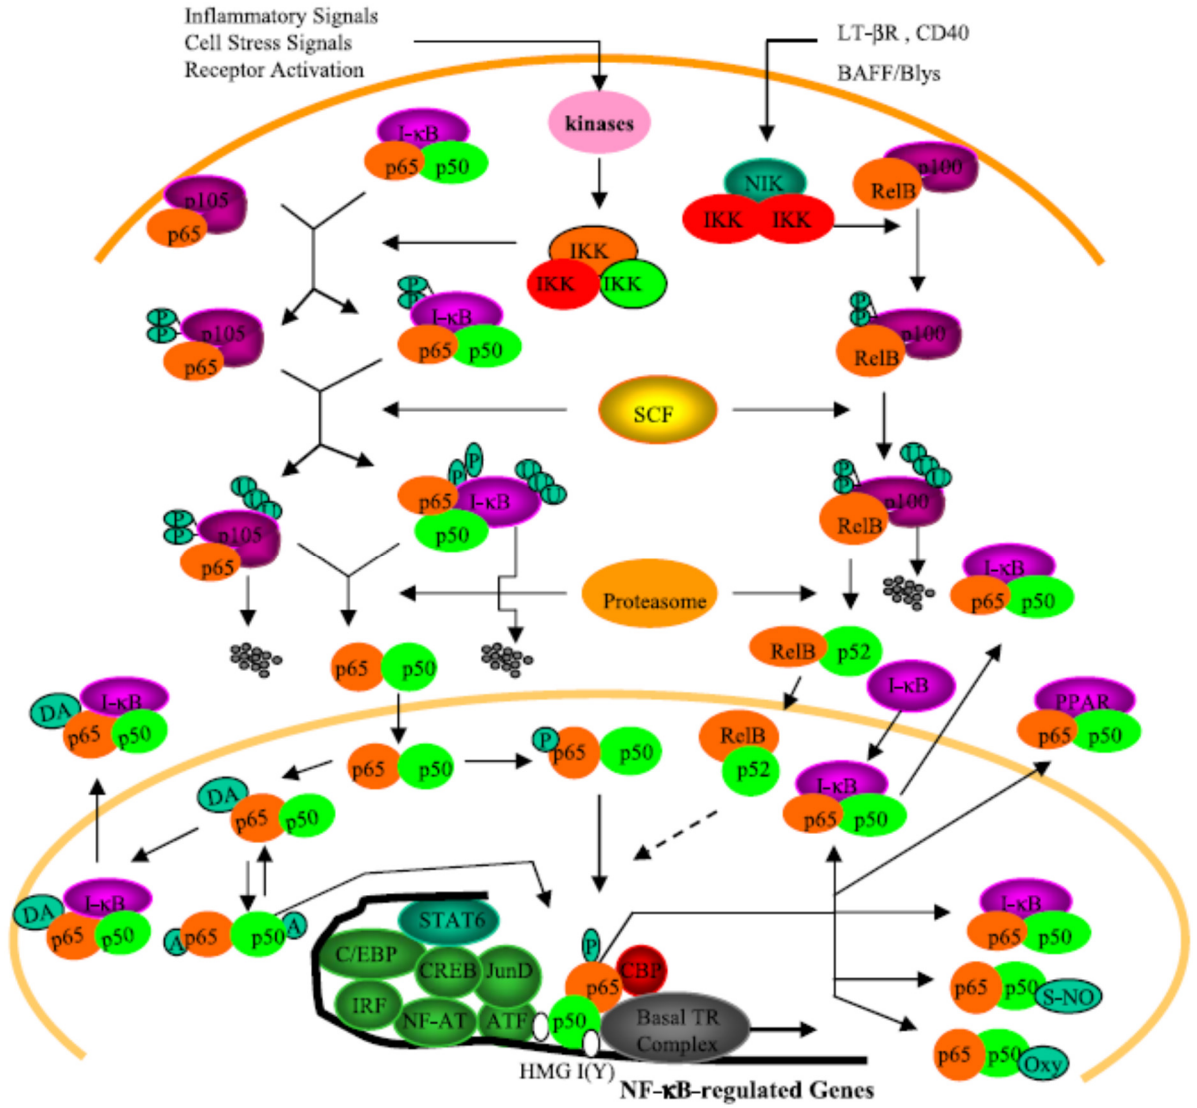 Inflammatory Signals
Cell Stress Signals
Receptor Activation
LT-βR , CD40
BAFF/Blys
kinases
I-κB
p65
p50
p105
p65
NIK
IKK
IKK
p100
RelB
IKK
IKK
IKK
P
P
p105
p65
P
P
I-κB
p65
p50
P
P
p100
RelB
SCF
U
U
U
P
P
p105
p65
P
P
U
U
U
p65
I-κB
p50
P
P
U
U
U
p100
RelB
I-κB
p65
p50
Proteasome
p65
p50
RelB
p52
I-κB
DA
I-κB
p65
p50
PPAR
p65
p50
p65
p50
P
p65
p50
RelB
p52
I-κB
p65
p50
DA
p65
p50
DA
I-κB
p65
p50
A
p65
p50
A
STAT6
C/EBP
CREB
JunD
IRF
NF-AT
ATF
P
p65
CBP
p50
Basal TR
Complex
I-κB
p65
p50
p65
p50
S-NO
p65
p50
Oxy
HMG I(Y)
NF-κB-regulated Genes